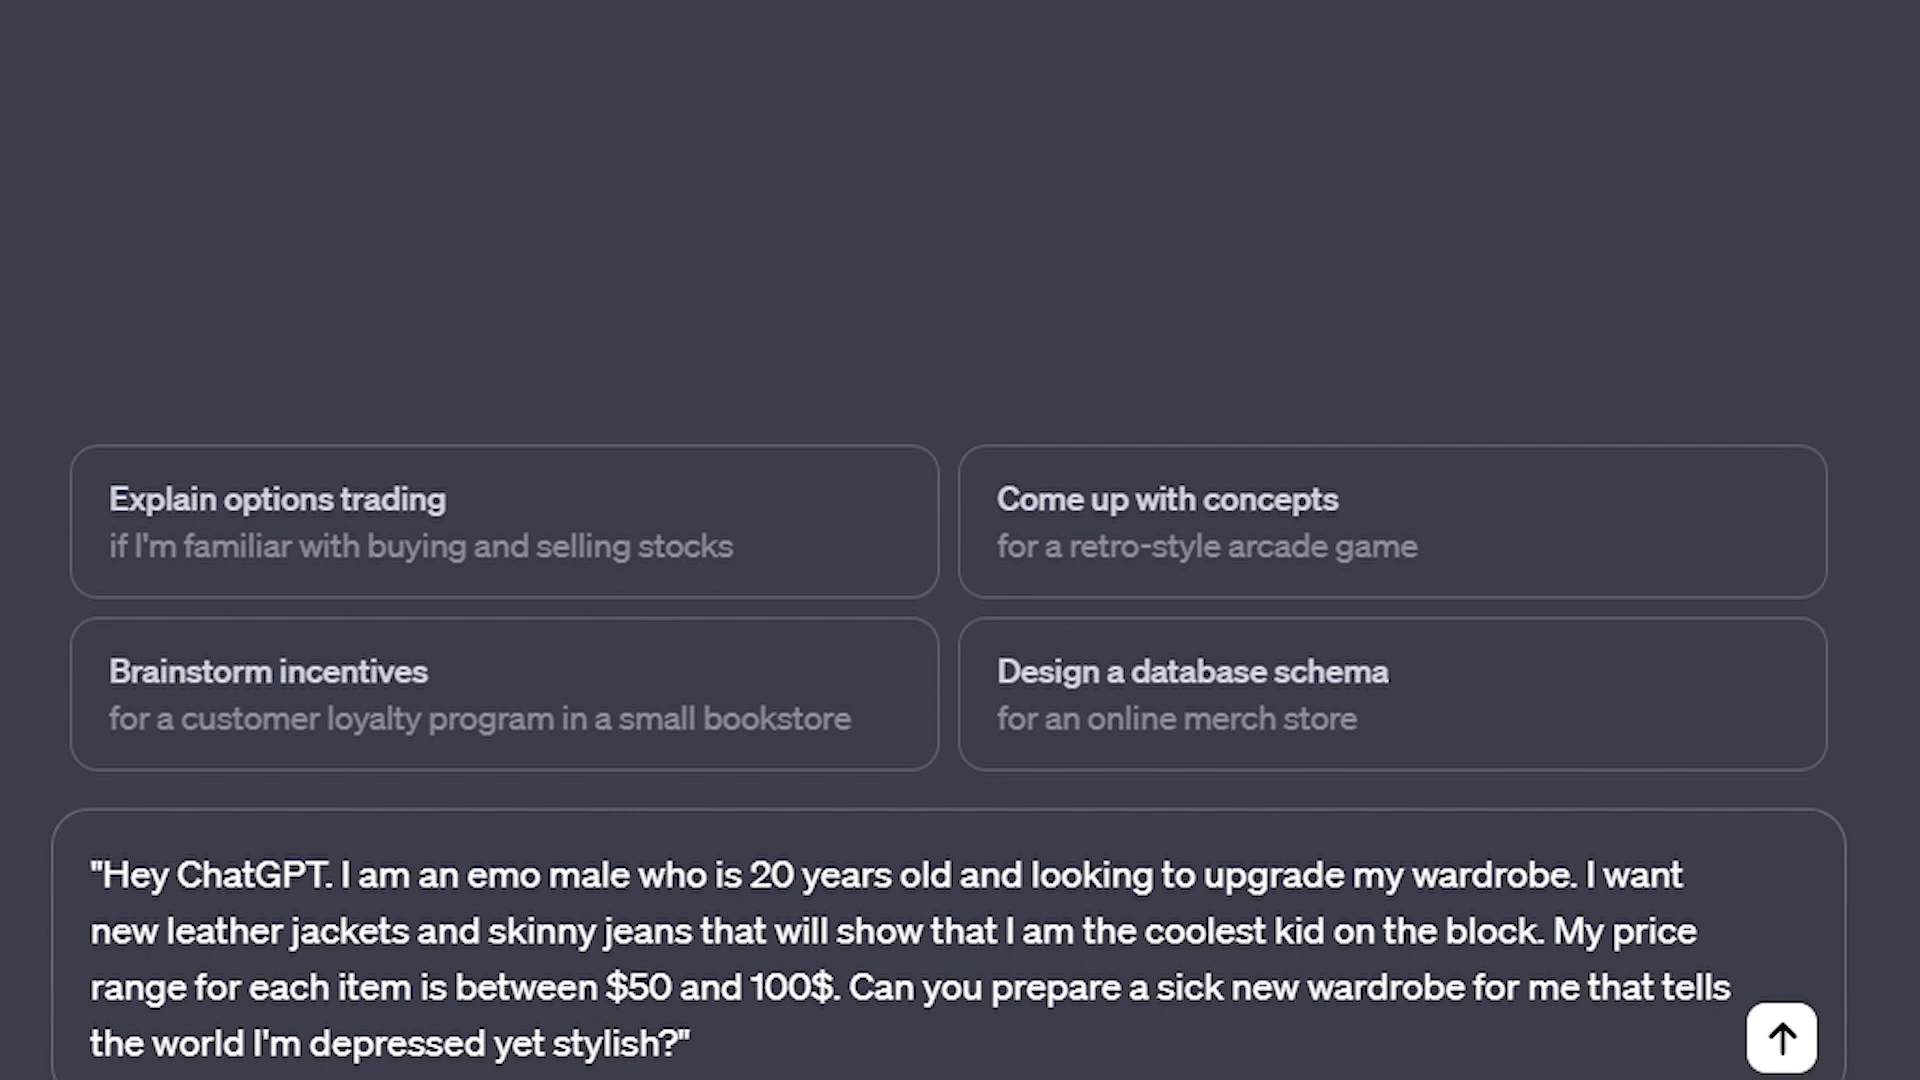 Explain options trading
if I'm familiar with buying and selling stocks
Come up with concepts
for a retro-style arcade game
Brainstorm incentives
for a customer loyalty program in a small bookstore
Design a database schema
for an online merch store
"Hey ChatGPT. I am an emo male who is 20 years old and looking to upgrade my wardrobe. I want
new leather jackets and skinny jeans that will show that I am the coolest kid on the block. My price
range for each item is between $50 and 100$. Can you prepare a sick new wardrobe for me that tells
the world I'm depressed yet stylish?"